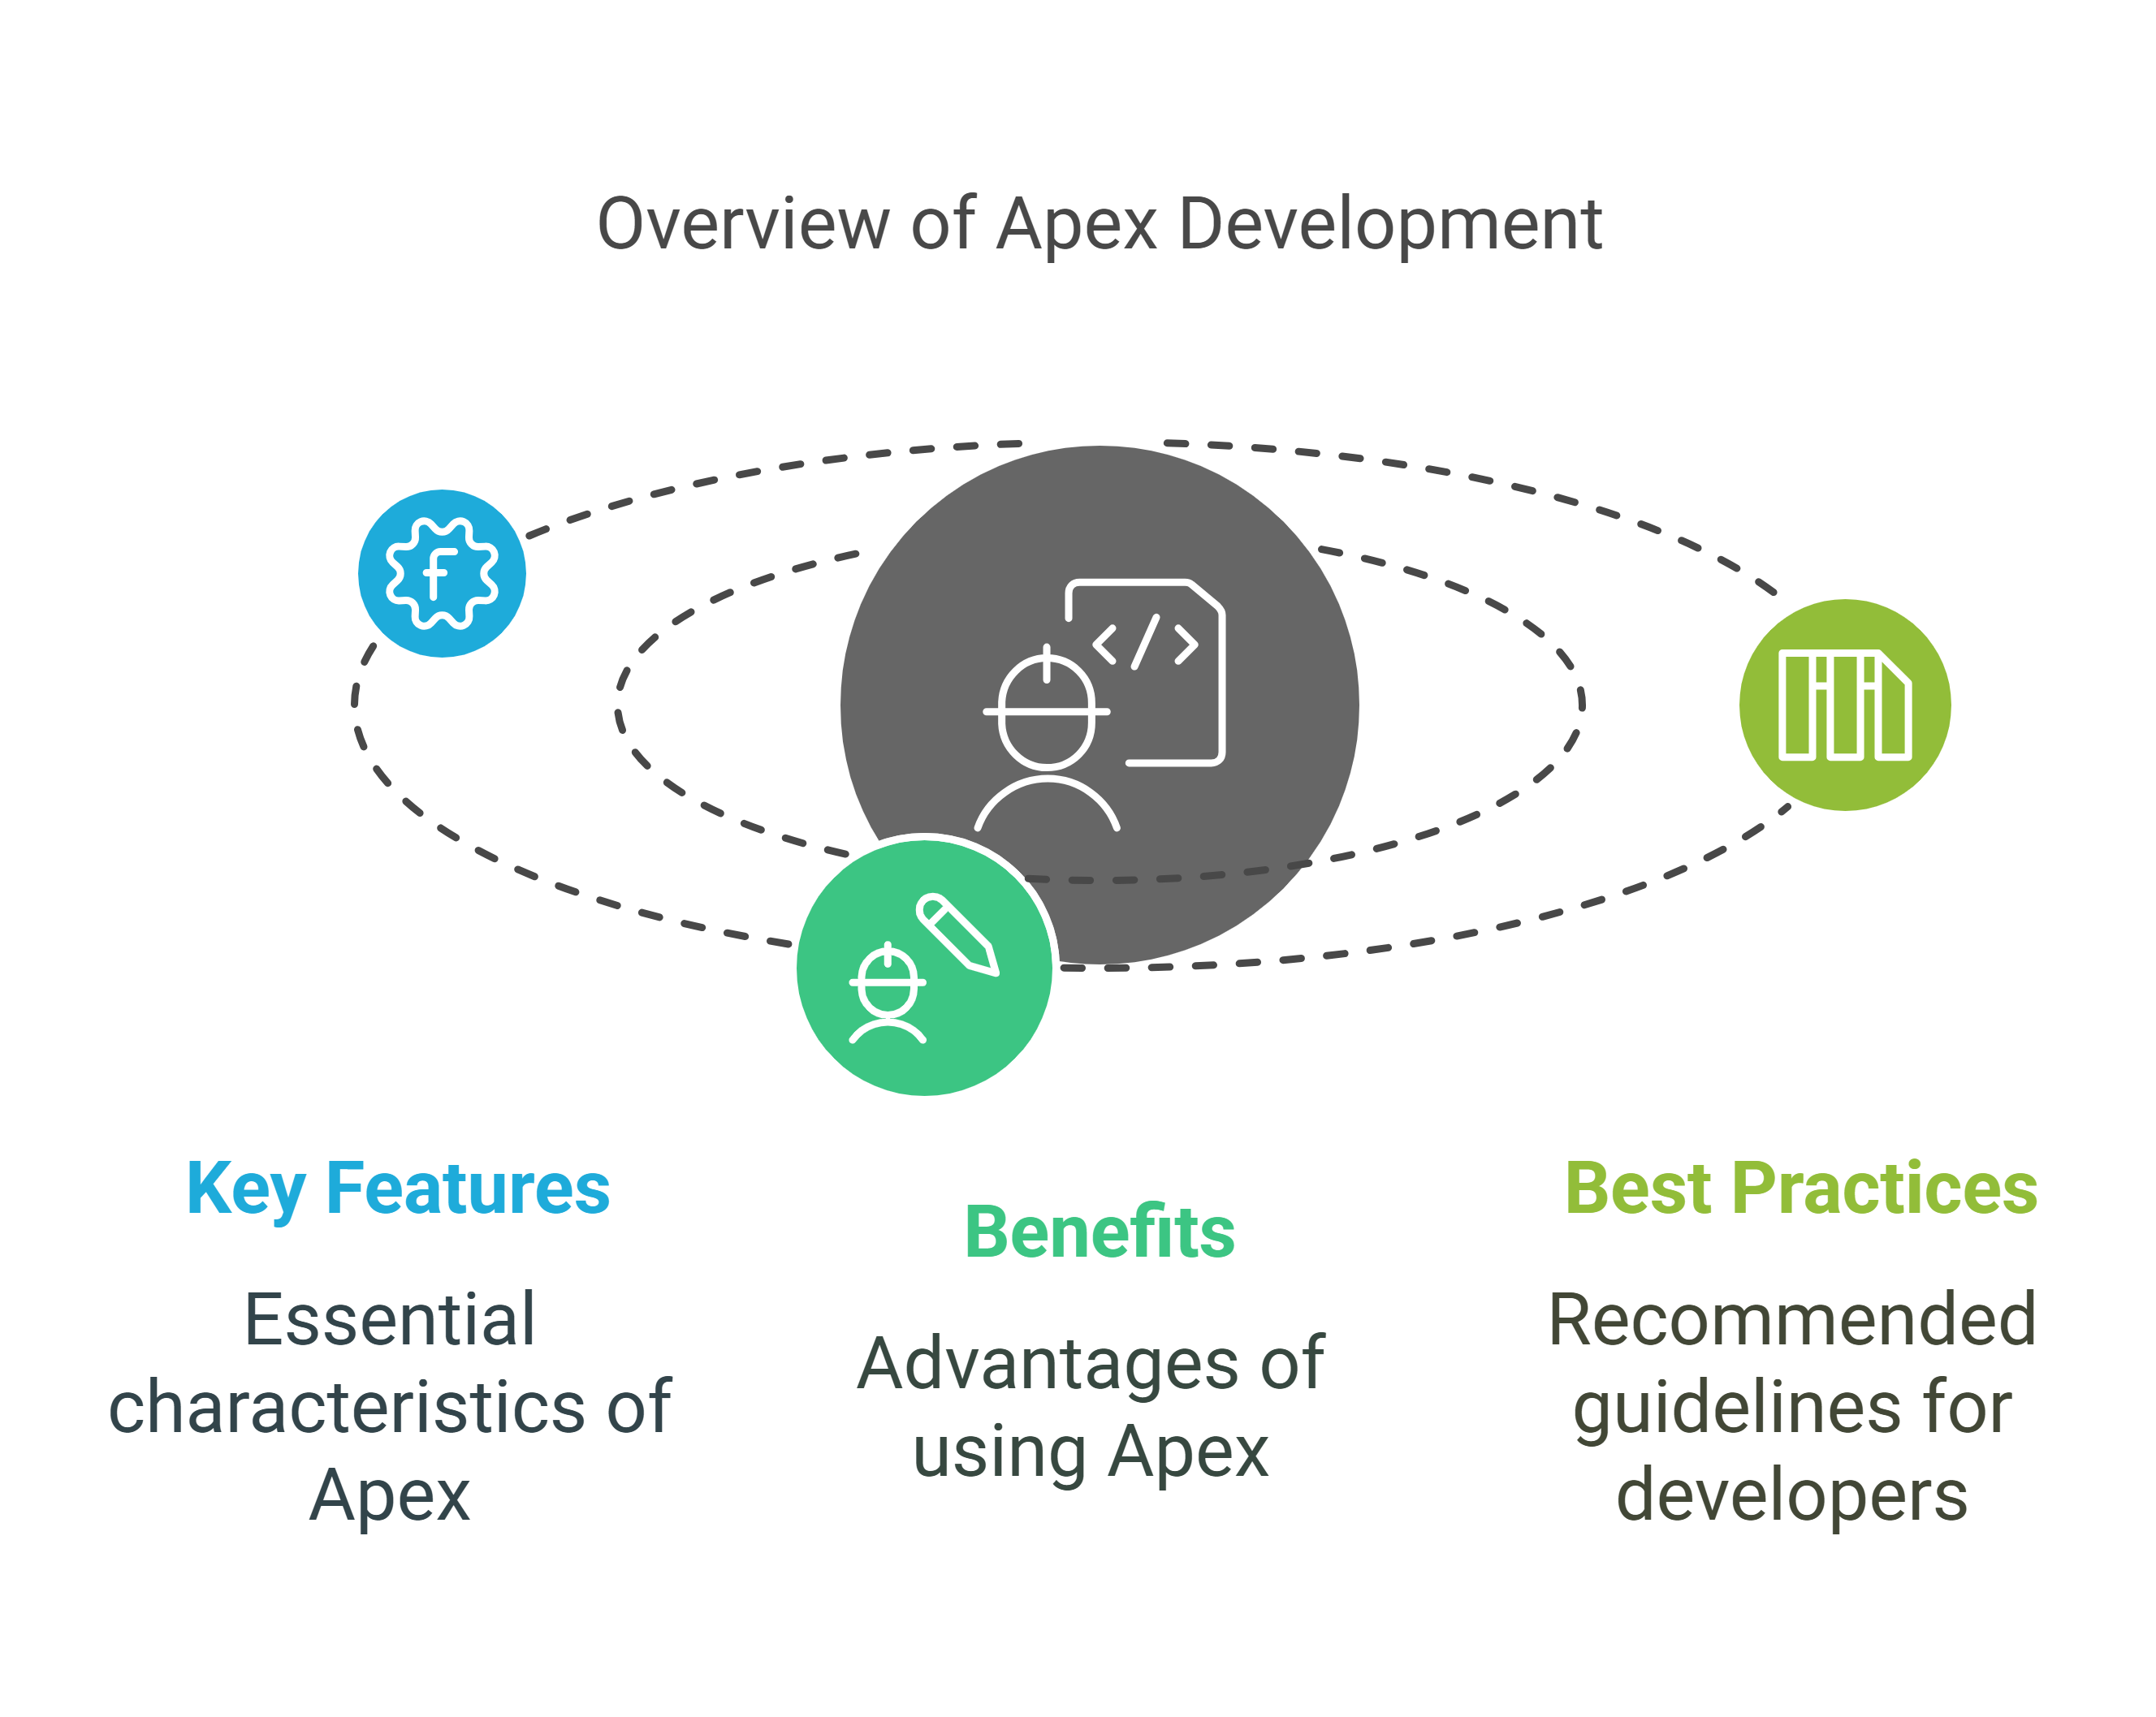 Overview of Apex Development
f
</>
Key Features
Essential
characteristics of
Apex
Benefits
Advantages of
using Apex
Best Practices
Recommended
guidelines for
developers